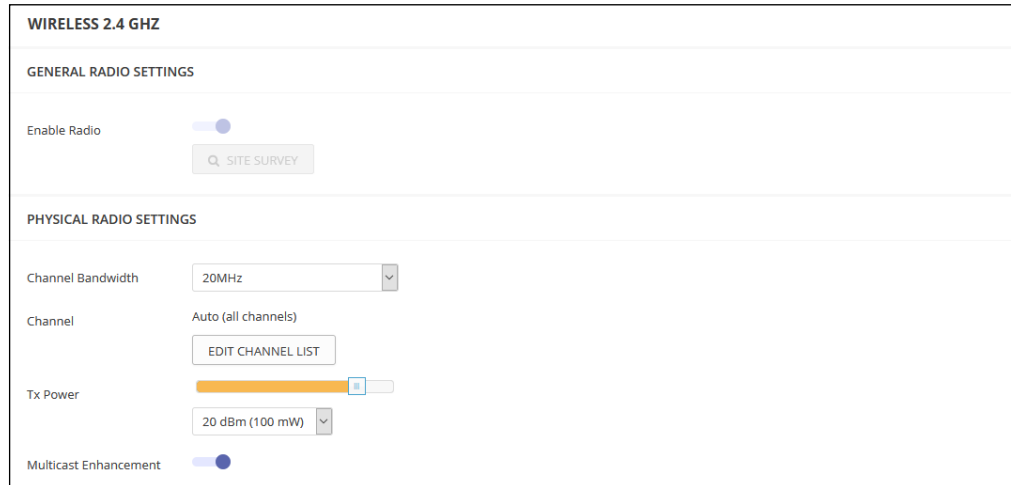 WIRELESS 2.4 GHZ
GENERAL RADIO SETTINGS
Enable Radio
SITE SURVEY
PHYSICAL RADIO SETTINGS
Channel Bandwidth 20MHz
Channel Auto (all channels)
EDIT CHANNEL LIST
Tx Power
20 dBm (100 mW)
Multicast Enhancement